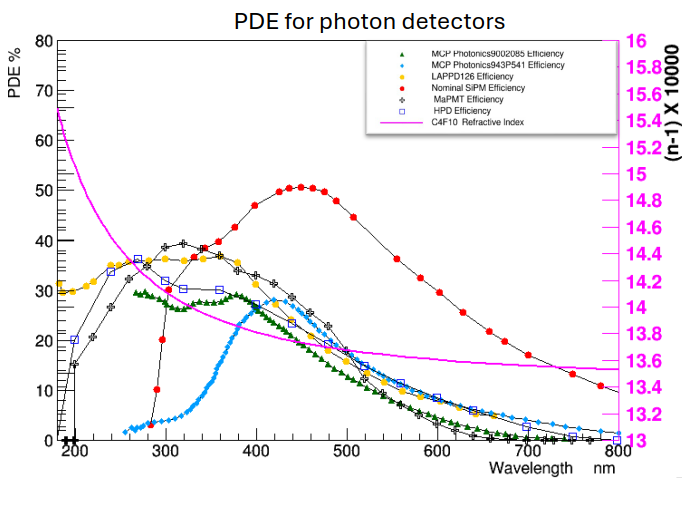 PDE for photon detectors
PDE %
80
70
60
50
40
30
20
10
0
MCP Photonics9002085 Efficiency
MCP Photonics943P541 Efficiency
LAPPD126 Efficiency
Nominal SiPM Efficiency
MaPMT Efficiency
HPD Efficiency
C4F10 Refractive Index
16
15.8
15.6
15.4
15.2
15
14.8
14.6
14.4
14.2
14
13.8
13.6
13.4
13.2
13
(n-1) X 10000
200 300 400 500 600 700 800
Wavelength nm